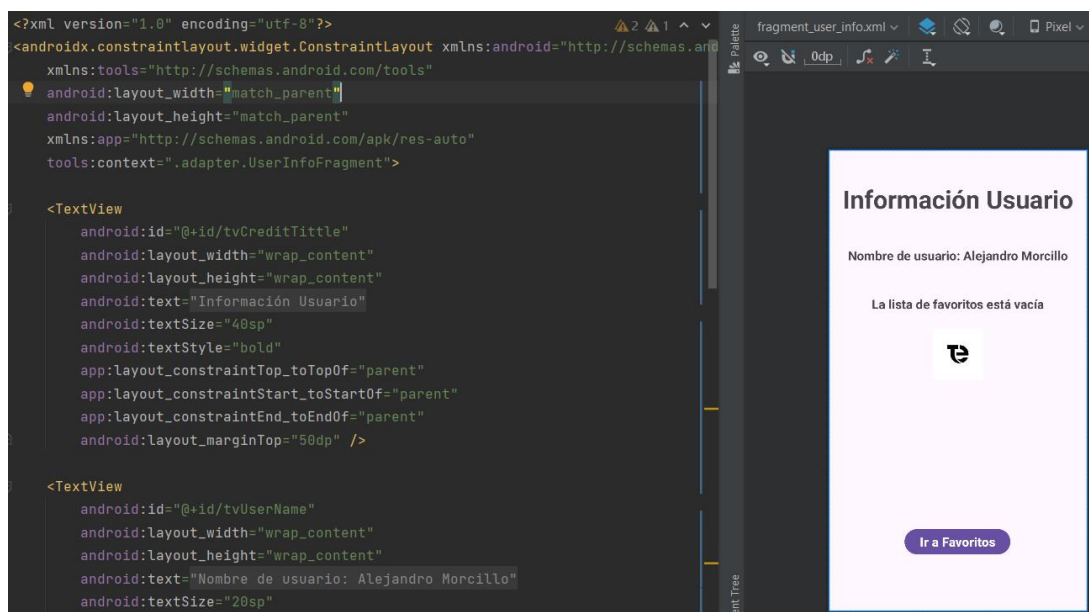 <?xml version="1.0" encoding="utf-8"?>
2 1
<androidx.constraintlayout.widget.ConstraintLayout xmlns:android="http://schemas.and
xmlns:tools="http://schemas.android.com/tools"
android:layout_width="match_parent"
android:layout_height="match_parent"
xmlns:app="http://schemas.android.com/apk/res-auto"
tools:context=".adapter.UserInfoFragment">
<TextView
android:id="@+id/tvCreditTittle"
android:layout_width="wrap_content"
android:layout_height="wrap_content"
android:text="Información Usuario"
android:textSize="40sp"
android:textStyle="bold"
app:layout_constraintTop_toTopOf="parent"
app:layout_constraintStart_toStartOf="parent"
app:layout_constraintEnd_toEndOf="parent"
android:layout_marginTop="50dp" />
<TextView
android:id="@+id/tvUserName"
android:layout_width="wrap_content"
android:layout_height="wrap_content"
android:text="Nombre de usuario: Alejandro Morcillo"
android:textSize="20sp"
Palette
ent Tree
fragment_user_info.xml
Pixel
0dp
Información Usuario
Nombre de usuario: Alejandro Morcillo
La lista de favoritos está vacía
Ir a Favoritos